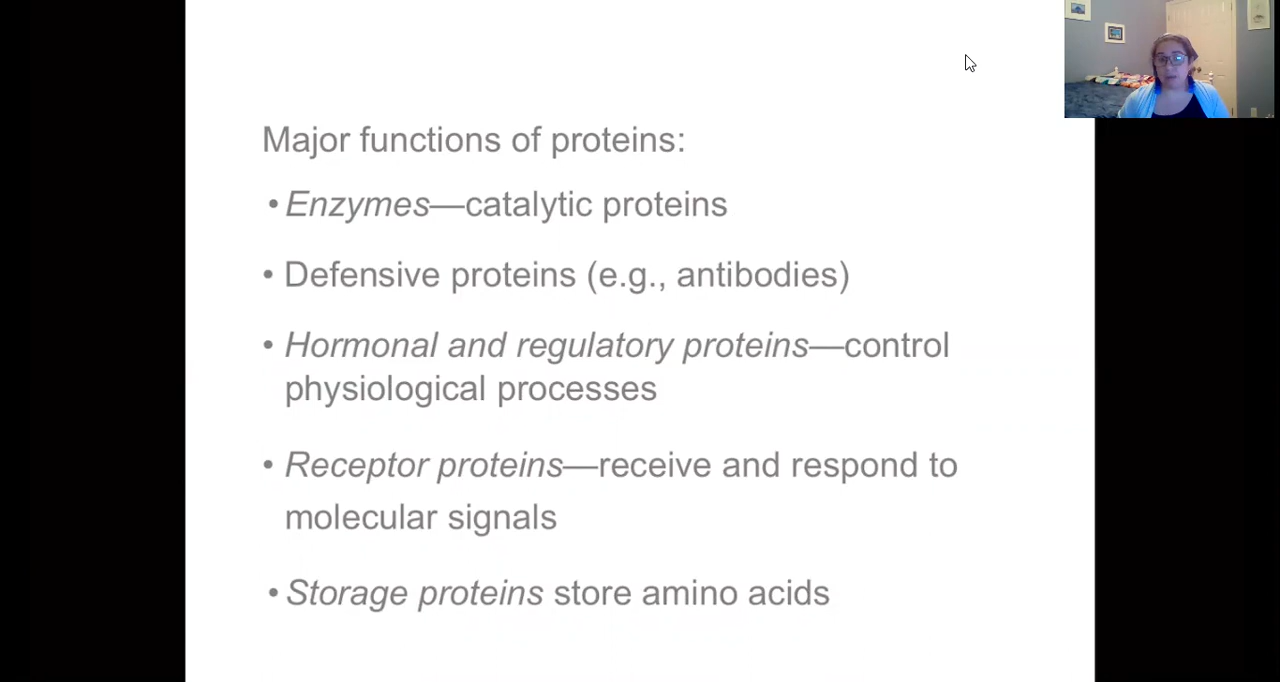 Major functions of proteins:
• Enzymes—catalytic proteins
• Defensive proteins (e.g., antibodies)
• Hormonal and regulatory proteins—control
physiological processes
• Receptor proteins—receive and respond to
molecular signals
• Storage proteins store amino acids